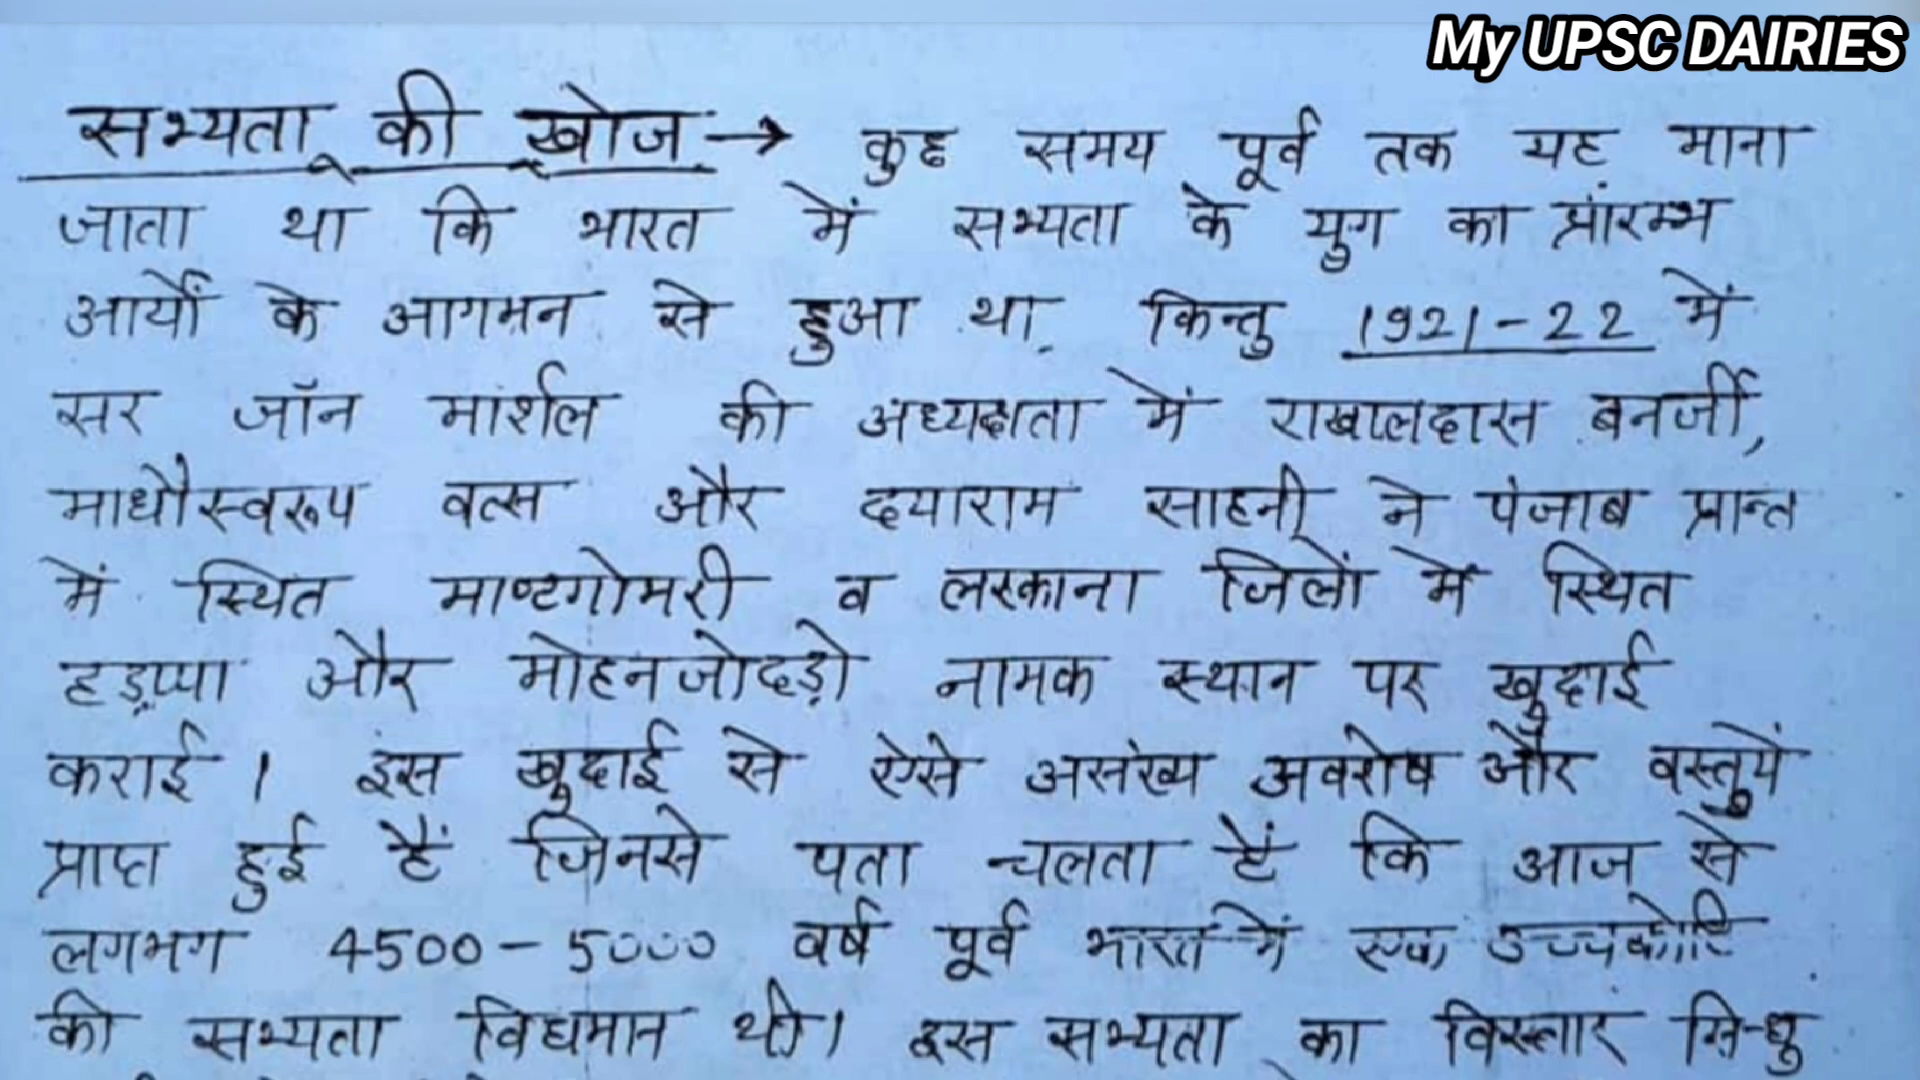 My UPSC DAIRIES
सभ्यता की खोज → कुछ समय पूर्व तक यह माना
जाता था कि भारत में सभ्यता के युग का प्रांरम्भ
आर्यों के आगमन से हुआ था. किन्तु 1921-22 में
सर जॉन मांर्शल की अध्यक्षता में राखालदास बनर्जी,
माधौस्वरूप वत्स और दयाराम साहनी ने पंजाब प्रान्त
में स्थित माण्टगोमरी व लरकाना जिलों में स्थित
हड़प्पा और मोहनजोदड़ो नामक स्थान पर खुदाई
कराई। इस खुदाई से ऐसे असंख्य अवशेष और वस्तुयें
प्राप्त हुई हैं जिनसे पता चलता हैं कि आज से
लगभग 4500-5000 वर्ष पूर्व भारत में एक उच्चकोटि
की सभ्यता विद्यमान थी। इस सभ्यता का विस्तार सिन्धु